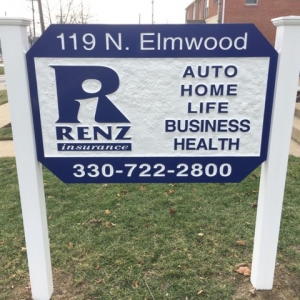 119 N. Elmwood
Ri
RENZ
insurance
AUTO
HOME
LIFE
BUSINESS
HEALTH
330-722-2800